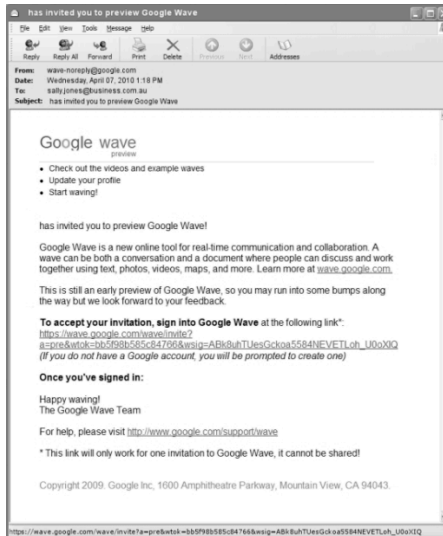 has invited you to preview Google Wave
File Edit View Tools Message Help
Reply Reply All Forward Print Delete Previous Next Addresses
From: wave-noreply@google.com
Date: Wednesday, April 07, 2010 1:18 PM
To: sally.jones@business.com.au
Subject: has invited you to preview Google Wave
Google wave
preview
• Check out the videos and example waves
• Update your profile
• Start waving!
has invited you to preview Google Wave!
Google Wave is a new online tool for real-time communication and collaboration. A
wave can be both a conversation and a document where people can discuss and work
together using text, photos, videos, maps, and more. Learn more at wave.google.com.
This is still an early preview of Google Wave, so you may run into some bumps along
the way but we look forward to your feedback.
To accept your invitation, sign into Google Wave at the following link*:
https://wave.google.com/wave/invite?
a=pre&wtok=bb5f98b585c84766&wsig=ABk8uhTUesGckoa5584NEVETLoh_U0oXIQ
(If you do not have a Google account, you will be prompted to create one)
Once you've signed in:
Happy waving!
The Google Wave Team
For help, please visit http://www.google.com/support/wave
* This link will only work for one invitation to Google Wave, it cannot be shared!
Copyright 2009. Google Inc, 1600 Amphitheatre Parkway, Mountain View, CA 94043.
https://wave.google.com/wave/invite?a=pre&wtok=bb5f98b585c84766&wsig=ABk8uhTUesGckoa5584NEVETLoh_U0oXIQ